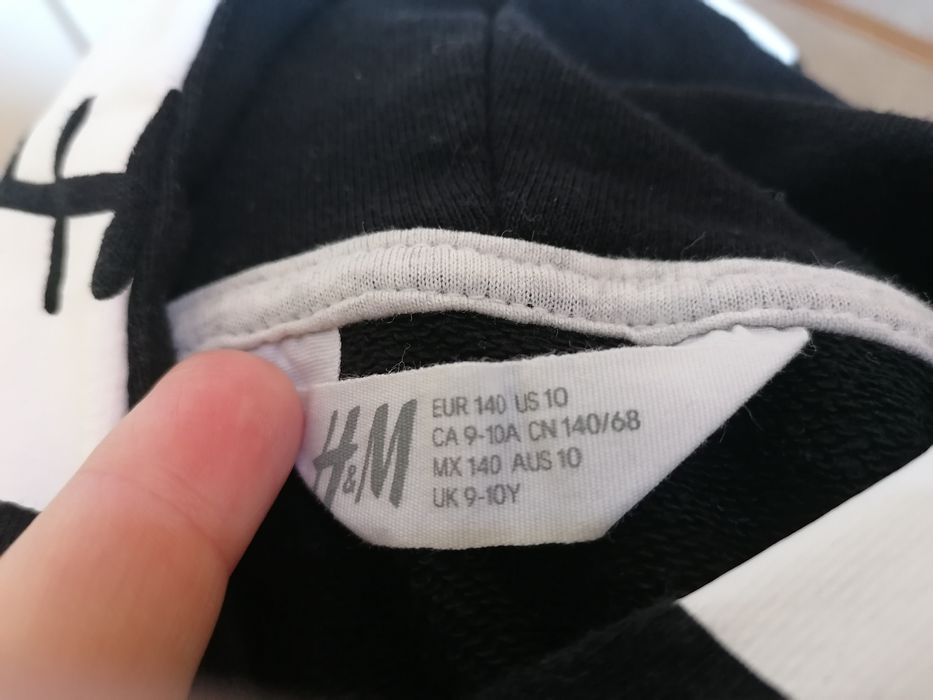 H&M
EUR 140 US 10
CA 9-10A CN 140/68
MX 140 AUS 10
UK 9-10Y